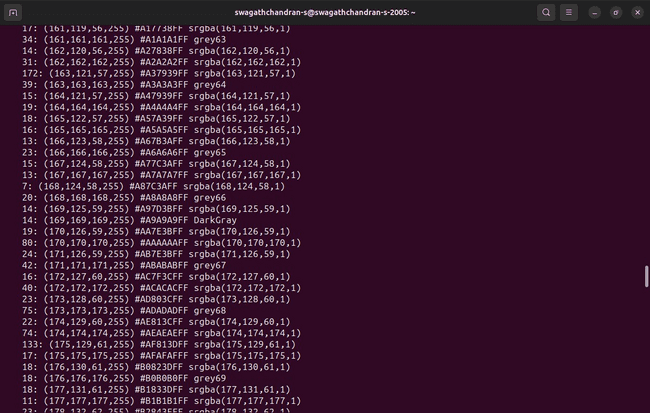 swagathchandran-s@swagathchandran-s-2005: ~
17: (161,119,56,255) #A17738FF srgba(161,119,56,1)
34: (161,161,161,255) #A1A1A1FF grey63
14: (162,120,56,255) #A27838FF srgba(162,120,56,1)
31: (162,162,162,255) #A2A2A2FF srgba(162,162,162,1)
172: (163,121,57,255) #A37939FF srgba(163,121,57,1)
39: (163,163,163,255) #A3A3A3FF grey64
15: (164,121,57,255) #A47939FF srgba(164,121,57,1)
19: (164,164,164,255) #A4A4A4FF srgba(164,164,164,1)
18: (165,122,57,255) #A57A39FF srgba(165,122,57,1)
16: (165,165,165,255) #A5A5A5FF srgba(165,165,165,1)
13: (166,123,58,255) #A67B3AFF srgba(166,123,58,1)
23: (166,166,166,255) #A6A6A6FF grey65
15: (167,124,58,255) #A77C3AFF srgba(167,124,58,1)
13: (167,167,167,255) #A7A7A7FF srgba(167,167,167,1)
7: (168,124,58,255) #A87C3AFF srgba(168,124,58,1)
20: (168,168,168,255) #A8A8A8FF grey66
14: (169,125,59,255) #A97D3BFF srgba(169,125,59,1)
14: (169,169,169,255) #A9A9A9FF DarkGray
19: (170,126,59,255) #AA7E3BFF srgba(170,126,59,1)
80: (170,170,170,255) #AAAAAAFF srgba(170,170,170,1)
24: (171,126,59,255) #AB7E3BFF srgba(171,126,59,1)
42: (171,171,171,255) #ABABABFF grey67
16: (172,127,60,255) #AC7F3CFF srgba(172,127,60,1)
40: (172,172,172,255) #ACACACFF srgba(172,172,172,1)
23: (173,128,60,255) #AD803CFF srgba(173,128,60,1)
75: (173,173,173,255) #ADADADFF grey68
22: (174,129,60,255) #AE813CFF srgba(174,129,60,1)
74: (174,174,174,255) #AEAEAEFF srgba(174,174,174,1)
133: (175,129,61,255) #AF813DFF srgba(175,129,61,1)
17: (175,175,175,255) #AFAFAFFF srgba(175,175,175,1)
18: (176,130,61,255) #B0823DFF srgba(176,130,61,1)
18: (176,176,176,255) #B0B0B0FF grey69
18: (177,131,61,255) #B1833DFF srgba(177,131,61,1)
11: (177,177,177,255) #B1B1B1FF srgba(177,177,177,1)
23: (178,132,62,255) #B2843EFF srgba(178,132,62,1)